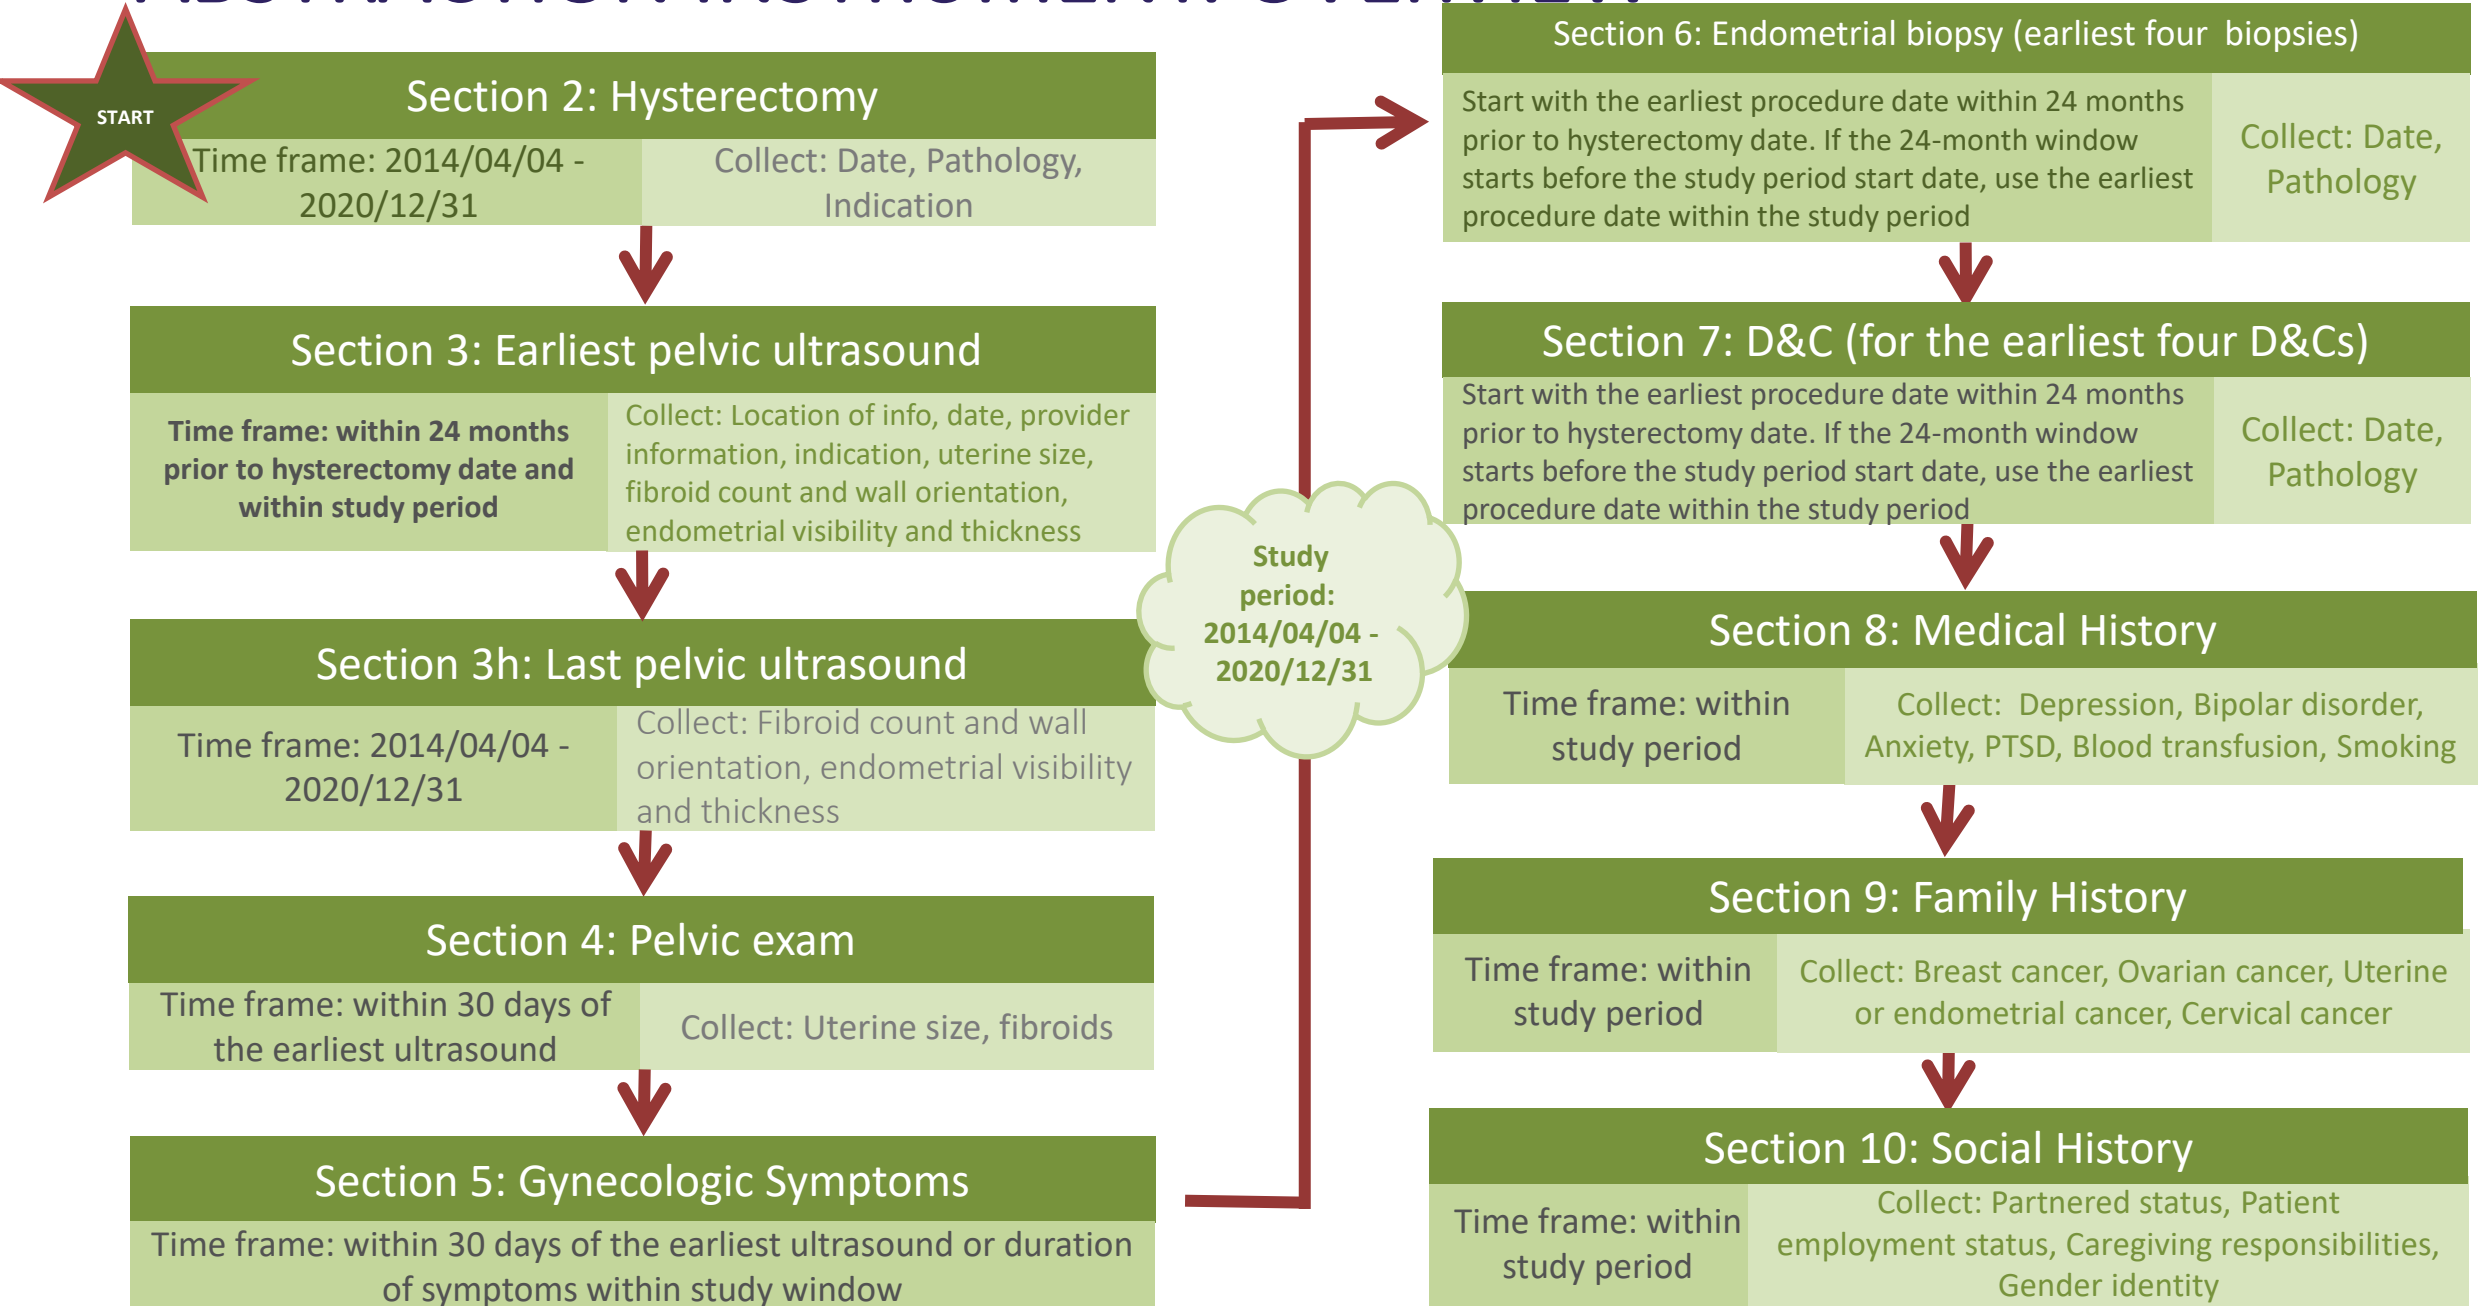 START
Section 2: Hysterectomy
Time frame: 2014/04/04 -
2020/12/31
Collect: Date, Pathology,
Indication
Section 3: Earliest pelvic ultrasound
Time frame: within 24 months
prior to hysterectomy date and
within study period
Collect: Location of info, date, provider
information, indication, uterine size,
fibroid count and wall orientation,
endometrial visibility and thickness
Section 3h: Last pelvic ultrasound
Time frame: 2014/04/04 -
2020/12/31
Collect: Fibroid count and wall
orientation, endometrial visibility
and thickness
Section 4: Pelvic exam
Time frame: within 30 days of
the earliest ultrasound
Collect: Uterine size, fibroids
Section 5: Gynecologic Symptoms
Time frame: within 30 days of the earliest ultrasound or duration
of symptoms within study window
Study
period:
2014/04/04 -
2020/12/31
Section 6: Endometrial biopsy (earliest four  biopsies)
Start with the earliest procedure date within 24 months
prior to hysterectomy date. If the 24-month window
starts before the study period start date, use the earliest
procedure date within the study period
Collect: Date,
Pathology
Section 7: D&C (for the earliest four D&Cs)
Start with the earliest procedure date within 24 months
prior to hysterectomy date. If the 24-month window
starts before the study period start date, use the earliest
procedure date within the study period
Collect: Date,
Pathology
Section 8: Medical History
Time frame: within
study period
Collect:  Depression, Bipolar disorder,
Anxiety, PTSD, Blood transfusion, Smoking
Section 9: Family History
Time frame: within
study period
Collect: Breast cancer, Ovarian cancer, Uterine
or endometrial cancer, Cervical cancer
Section 10: Social History
Time frame: within
study period
Collect: Partnered status, Patient
employment status, Caregiving responsibilities,
Gender identity